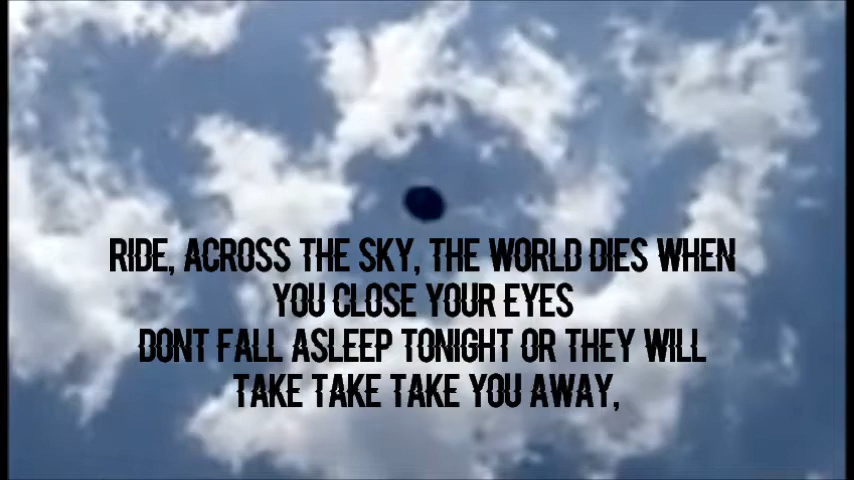 RIDE, ACROSS THE SKY, THE WORLD DIES WHEN
YOU CLOSE YOUR EYES
DONT FALL ASLEEP TONIGHT OR THEY WILL
TAKE TAKE TAKE YOU AWAY,